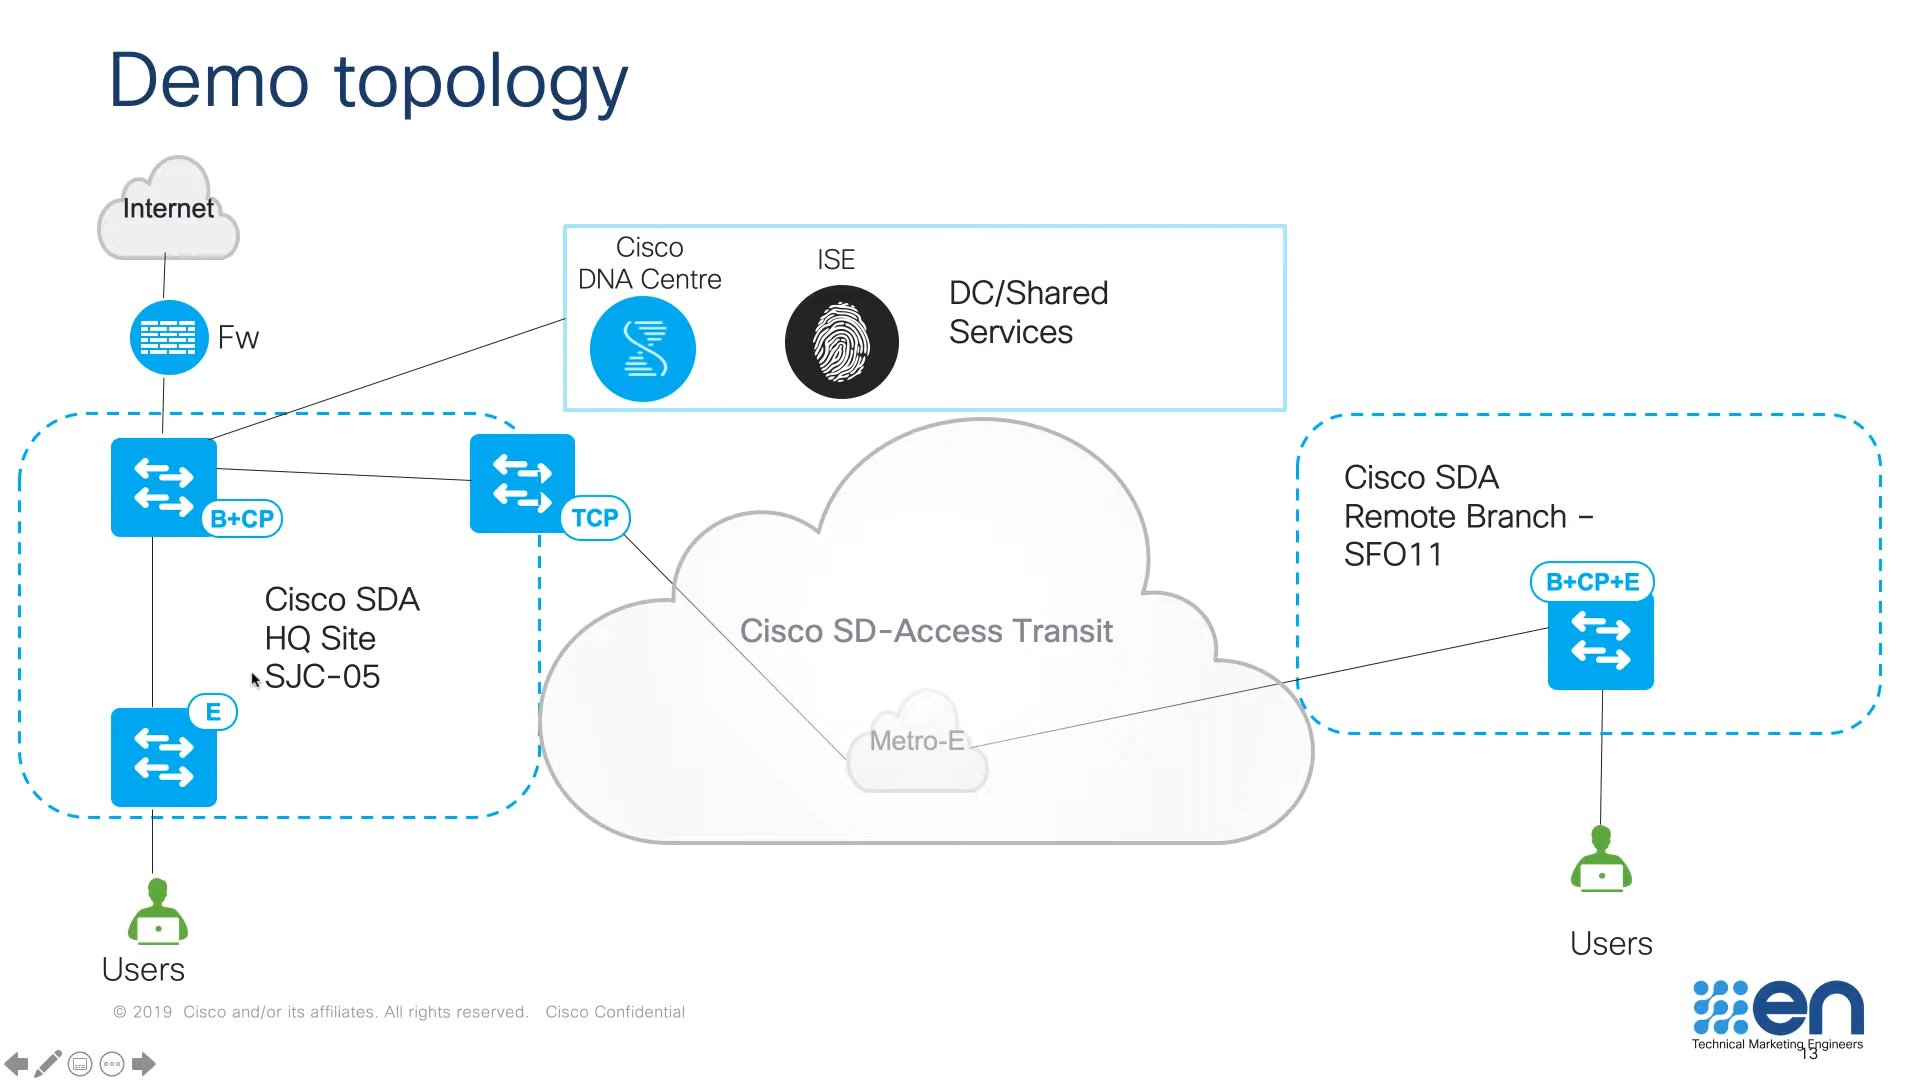 Demo topology
Internet
Fw
Cisco
DNA Centre
ISE
DC/Shared
Services
B+CP
TCP
Cisco SDA
HQ Site
SJC-05
E
Users
Cisco SD-Access Transit
Metro-E
Cisco SDA
Remote Branch –
SFO11
B+CP+E
Users
© 2019 Cisco and/or its affiliates. All rights reserved. Cisco Confidential
en
Technical Marketing Engineers
13